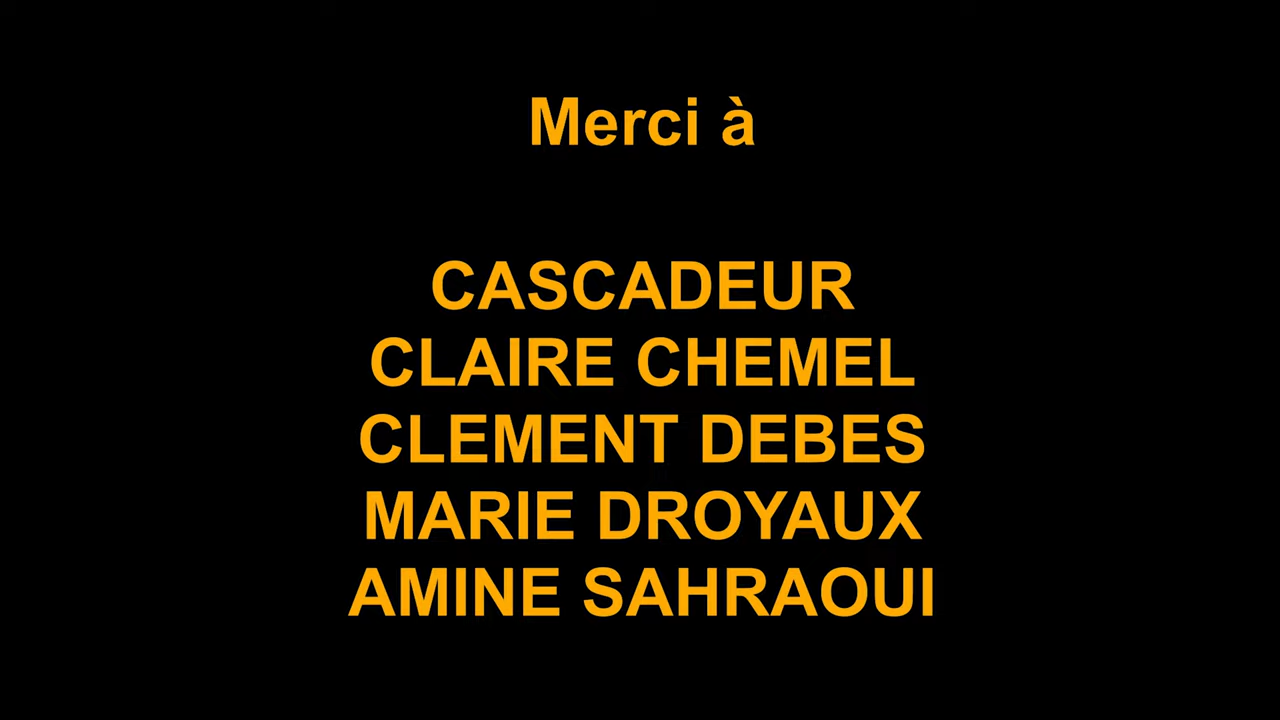 Merci à
CASCADEUR
CLAIRE CHEMEL
CLEMENT DEBES
MARIE DROYAUX
AMINE SAHRAOUI